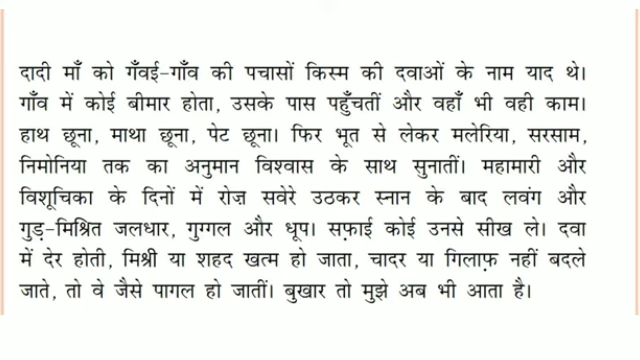 दादी माँ को गँवई-गाँव की पचासों किस्म की दवाओं के नाम याद थे।
गाँव में कोई बीमार होता, उसके पास पहुँचतीं और वहाँ भी वही काम।
हाथ छूना, माथा छूना, पेट छूना। फिर भूत से लेकर मलेरिया, सरसाम,
निमोनिया तक का अनुमान विश्वास के साथ सुनातीं। महामारी और
विशूचिका के दिनों में रोज़ सवेरे उठकर स्नान के बाद लवंग और
गुड़-मिश्रित जलधार, गुग्गल और धूप। सफ़ाई कोई उनसे सीख ले। दवा
में देर होती, मिश्री या शहद खत्म हो जाता, चादर या गिलाफ़ नहीं बदले
जाते, तो वे जैसे पागल हो जातीं। बुखार तो मुझे अब भी आता है।